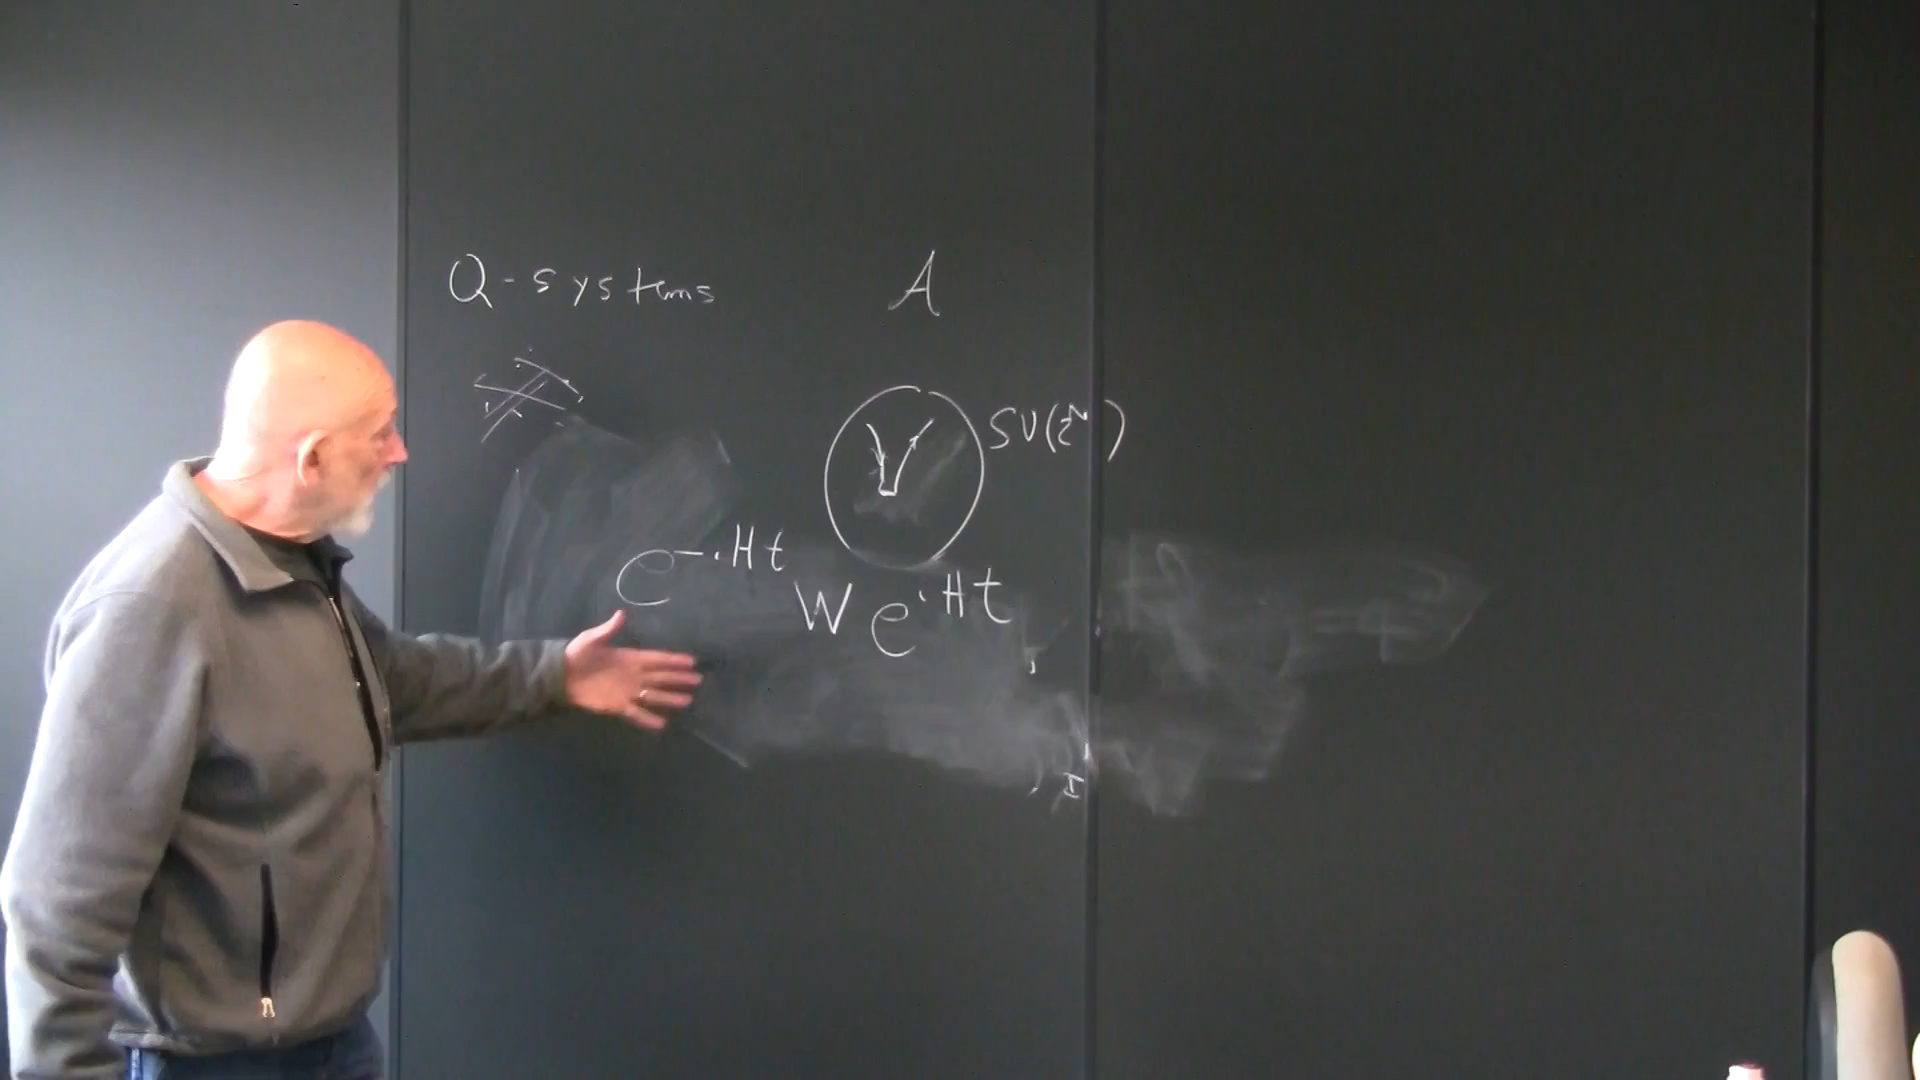 Q-systems
A
SU(2^N)
e^{-iHt} W e^{iHt}